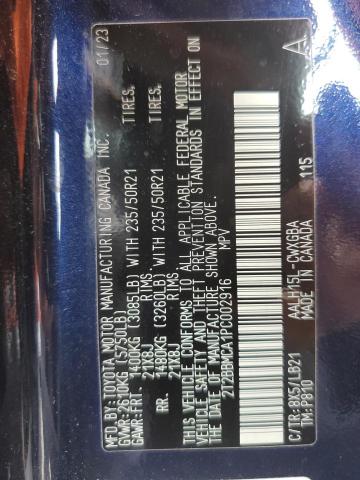 MFD.BY:TOYOTA MOTOR MANUFACTURING CANADA INC. 01/23
GVWR:2610KG (5750LB)
GAWR:FRT. 1400KG (3085LB) WITH 235/50R21 TIRES,
21X8J RIMS.
RR. 1480KG (3260LB) WITH 235/50R21 TIRES,
21X8J RIMS.
THIS VEHICLE CONFORMS TO ALL APPLICABLE FEDERAL MOTOR
VEHICLE SAFETY AND THEFT PREVENTION STANDARDS IN EFFECT ON
THE DATE OF MANUFACTURE SHOWN ABOVE.
2T2BBMCA1PC002916 MPV
C/TR:8X5/LB21 AALH15L-CWXGBA A
M:P810 MADE IN CANADA 115